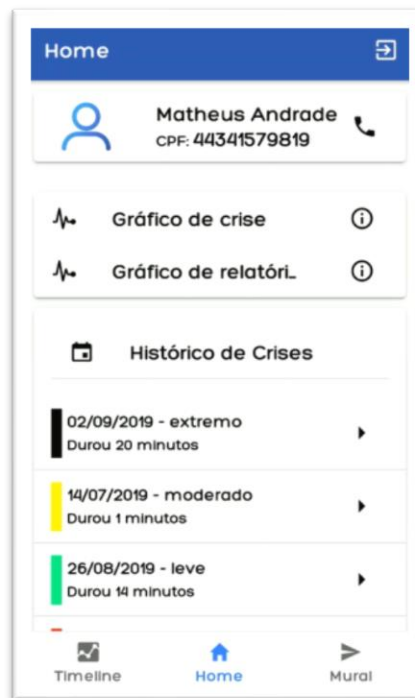 Home
Matheus Andrade
CPF: 44341579819
Gráfico de crise
Gráfico de relatóri...
Histórico de Crises
02/09/2019 - extremo
Durou 20 minutos
14/07/2019 - moderado
Durou 1 minutos
26/08/2019 - leve
Durou 14 minutos
Timeline Home Mural